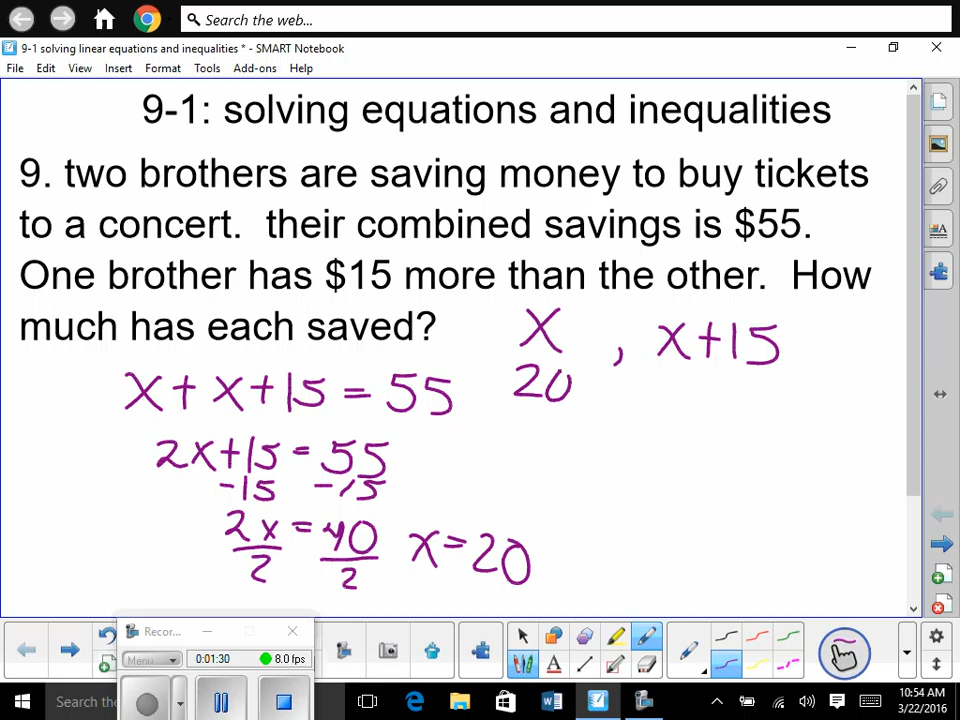 Search the web...
9-1 solving linear equations and inequalities * - SMART Notebook
File Edit View Insert Format Tools Add-ons Help
9-1: solving equations and inequalities
9. two brothers are saving money to buy tickets
to a concert.  their combined savings is $55.
One brother has $15 more than the other.  How
much has each saved?
x , x+15
20
x + x + 15 = 55
2x+15 = 55
-15 -15
2x = 40
2 2
x = 20
Recor...
Menu
0:01:30
8.0 fps
A
Search the
10:54 AM
3/22/2016